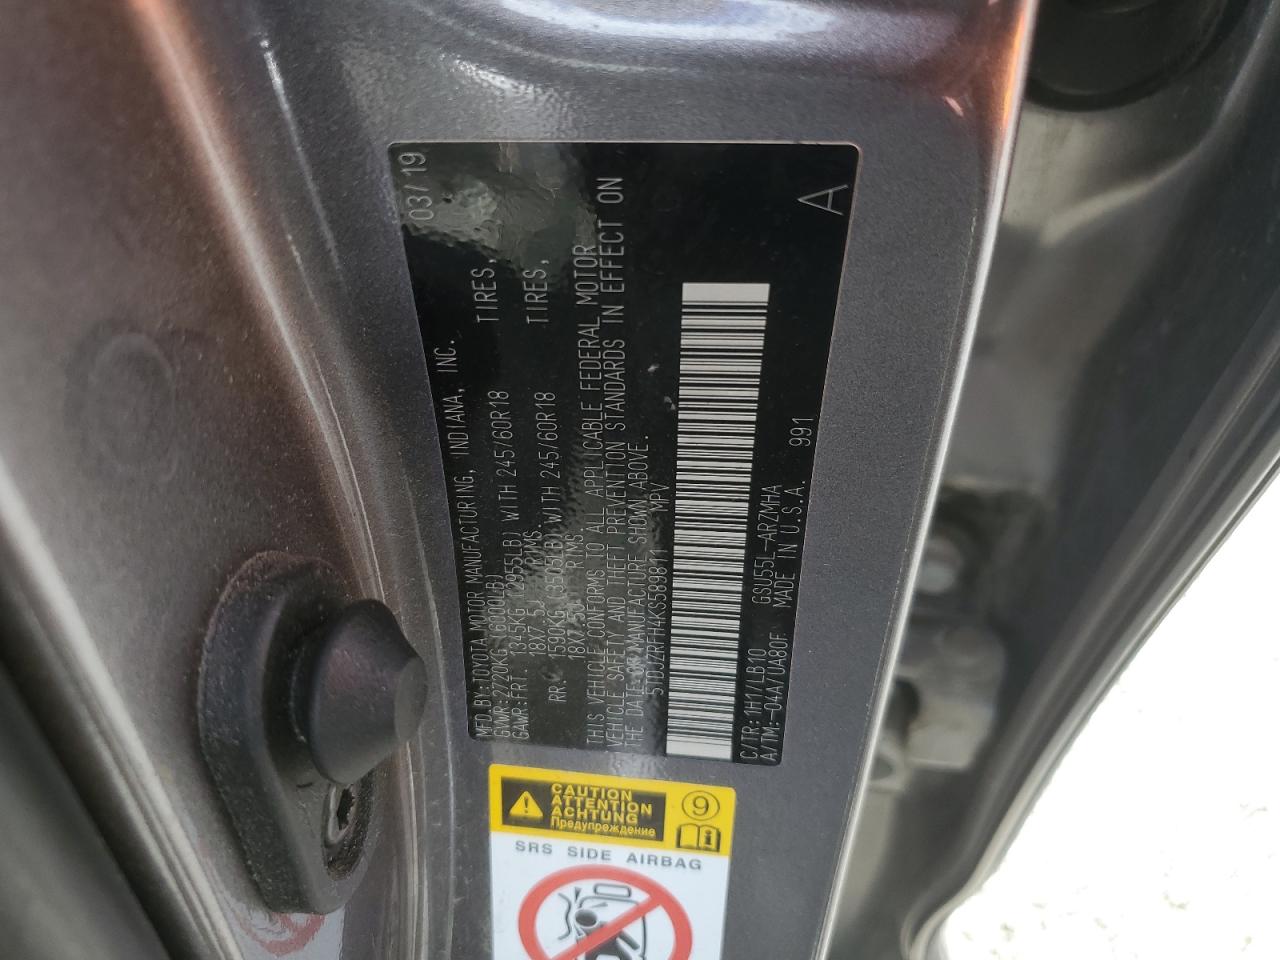 MFD.BY:TOYOTA MOTOR MANUFACTURING, INDIANA, INC. 03/19
GVWR:2720KG (6000LB)
GAWR:FRT. 1345KG (2955LB) WITH 245/60R18 TIRES,
18X7.5J RIMS.
RR. 1590KG (3505LB) WITH 245/60R18 TIRES,
18X7.5J RIMS
THIS VEHICLE CONFORMS TO ALL APPLICABLE FEDERAL MOTOR
VEHICLE SAFETY AND THEFT PREVENTION STANDARDS IN EFFECT ON
THE DATE OF MANUFACTURE SHOWN ABOVE.
5TDJZRFH4KS589811 MPV
C/TR:1H1/LB10 GSU55L-ARZMHA
A/TM:-04A/UA80F MADE IN U.S.A. 991
A
CAUTION
ATTENTION
ACHTUNG
Предупреждение
9
SRS SIDE AIRBAG